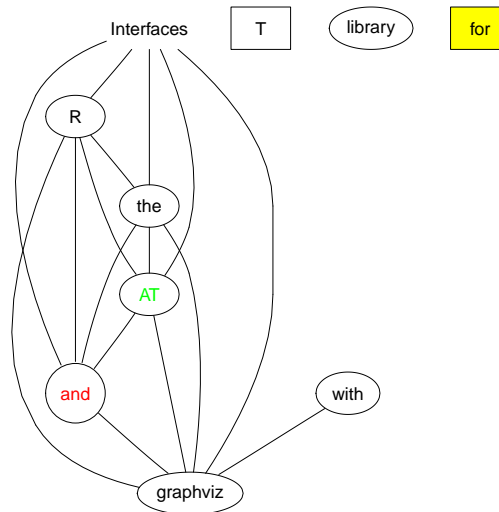 Interfaces T library for
R
the
AT
and with
graphviz